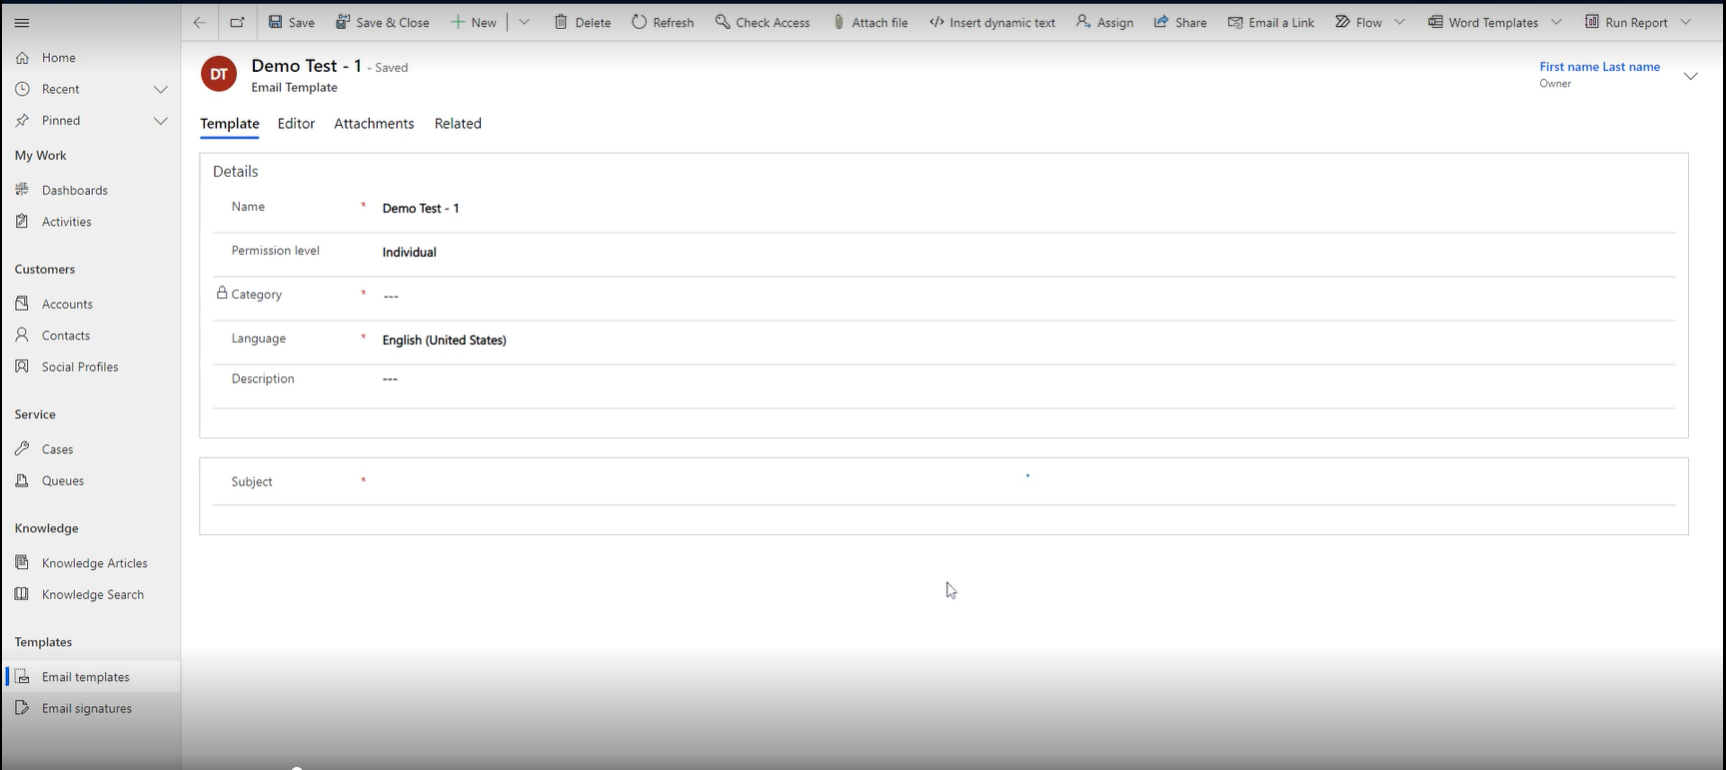 Save Save & Close New Delete Refresh Check Access Attach file Insert dynamic text Assign Share Email a Link Flow Word Templates Run Report
Home
Recent
Pinned
My Work
Dashboards
Activities
Customers
Accounts
Contacts
Social Profiles
Service
Cases
Queues
Knowledge
Knowledge Articles
Knowledge Search
Templates
Email templates
Email signatures
DT
Demo Test - 1 - Saved
Email Template
First name Last name
Owner
Template Editor Attachments Related
Details
Name * Demo Test - 1
Permission level Individual
Category * ---
Language * English (United States)
Description ---
Subject *